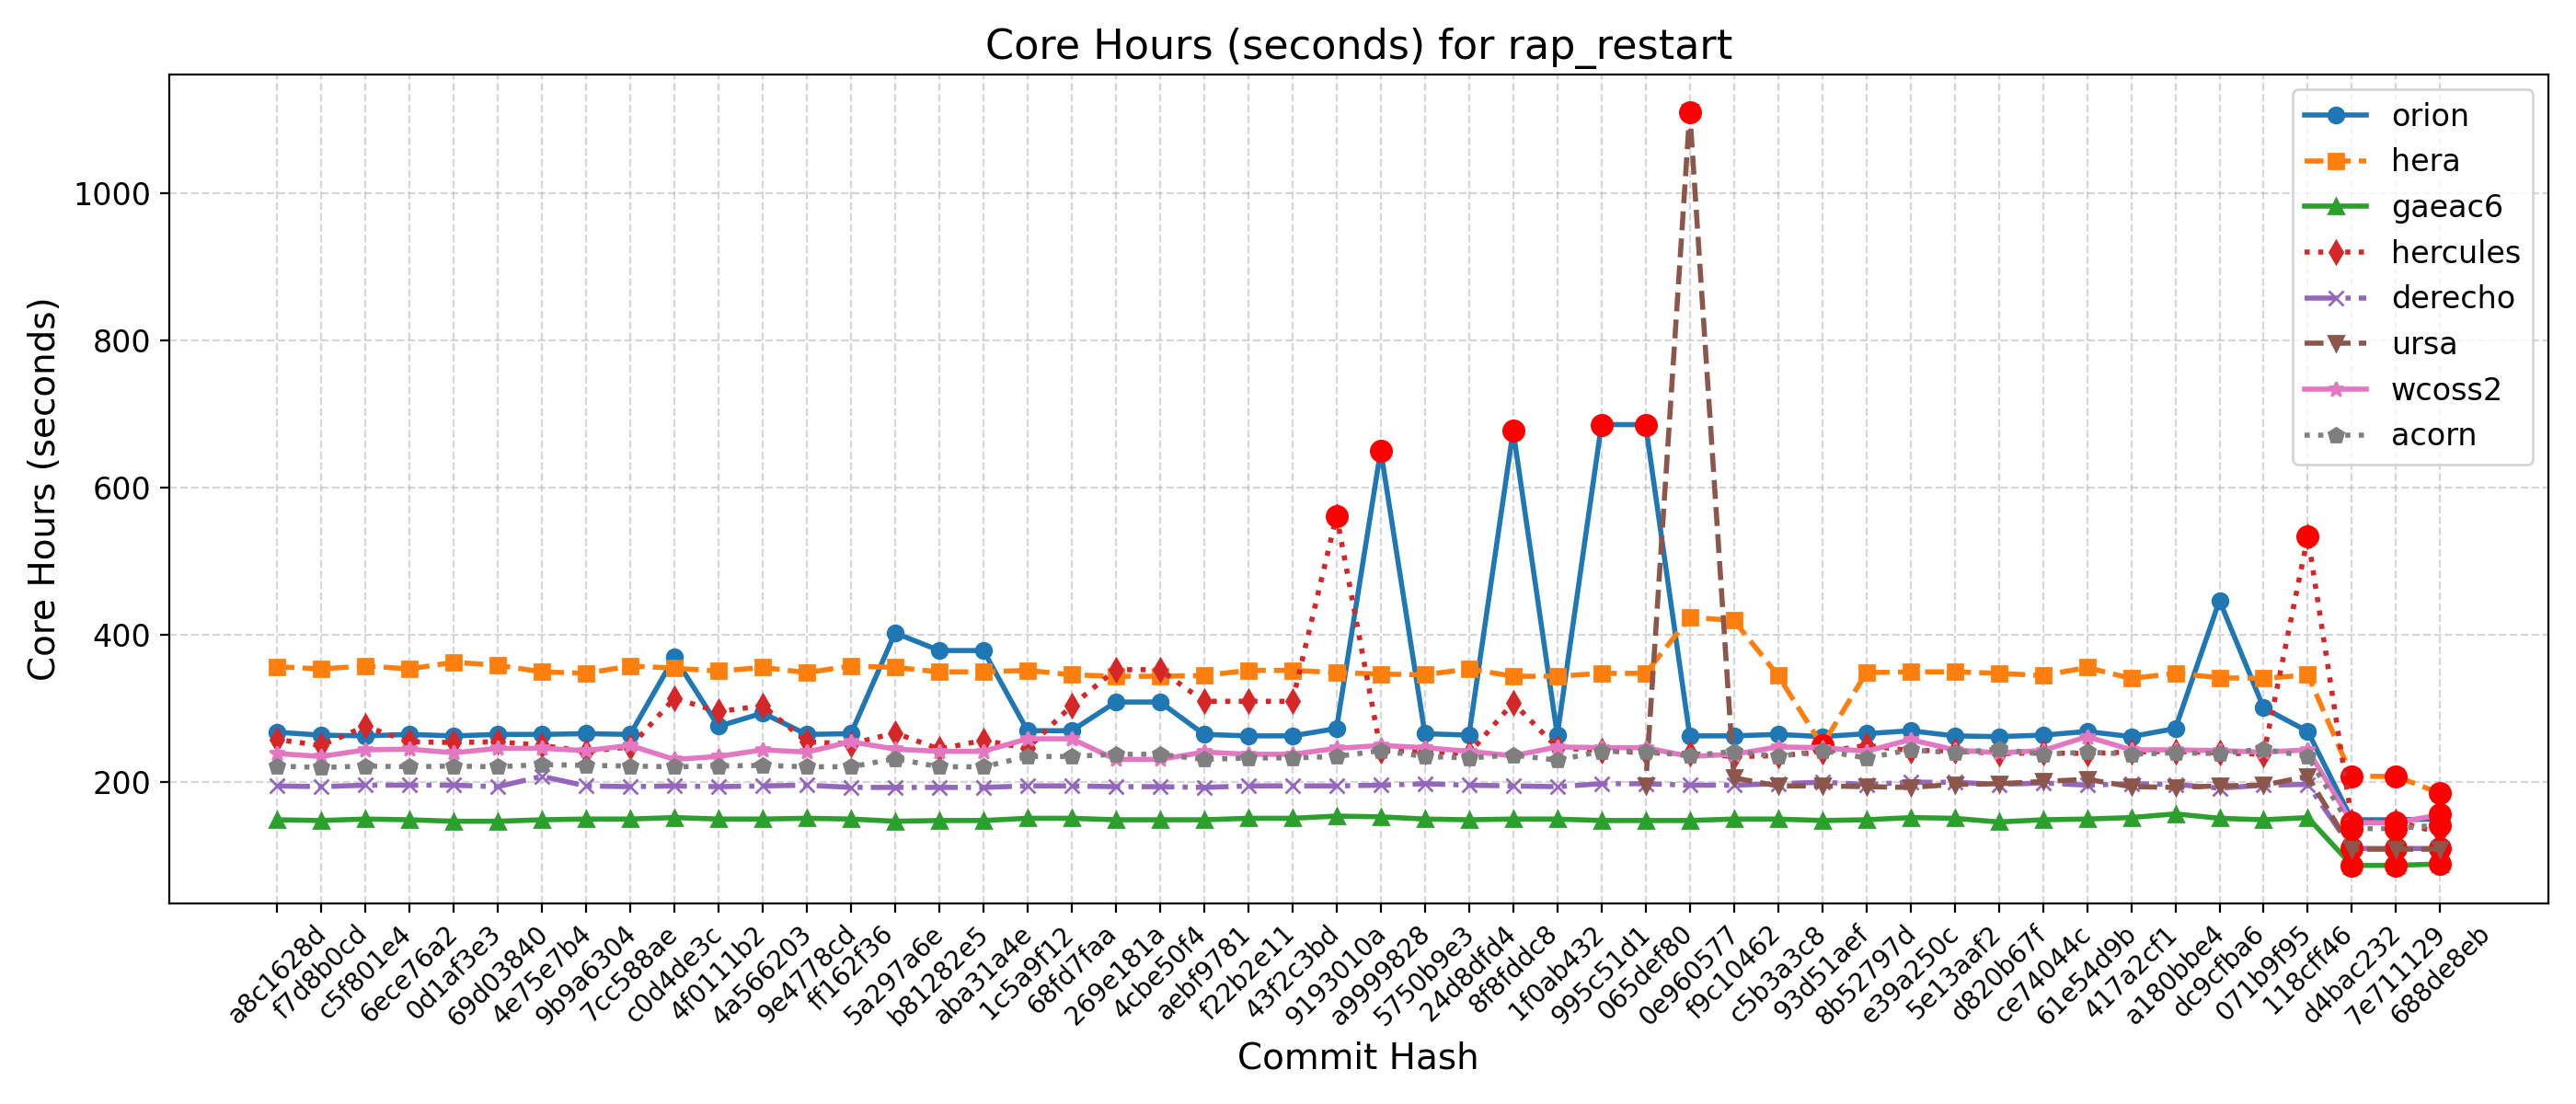 Core Hours (seconds) for rap_restart
Core Hours (seconds)
1000
800
600
400
200
orion
hera
gaeac6
hercules
derecho
ursa
wcoss2
acorn
a8c1628d
f7d8b0cd
c5f801e4
6ece76a2
0d1af3e3
69d03840
4e75e7b4
9b9a6304
7cc588ae
c0d4de3c
4f0111b2
4a566203
9e4778cd
ff162f36
5a297a6e
b81282e5
aba31a4e
1c5a9f12
68fd7faa
269e181a
4cbe50f4
aebf9781
f22b2e11
43f2c3bd
9193010a
a9999828
5750b9e3
24d8dfd4
8f8fddc8
1f0ab432
995c51d1
065def80
0e960577
f9c10462
c5b3a3c8
93d51aef
8b52797d
e39a250c
5e13aaf2
d820b67f
ce74044c
61e54d9b
417a2cf1
a180bbe4
dc9cfba6
071b9f95
118cff46
d4bac232
7e711129
688de8eb
Commit Hash